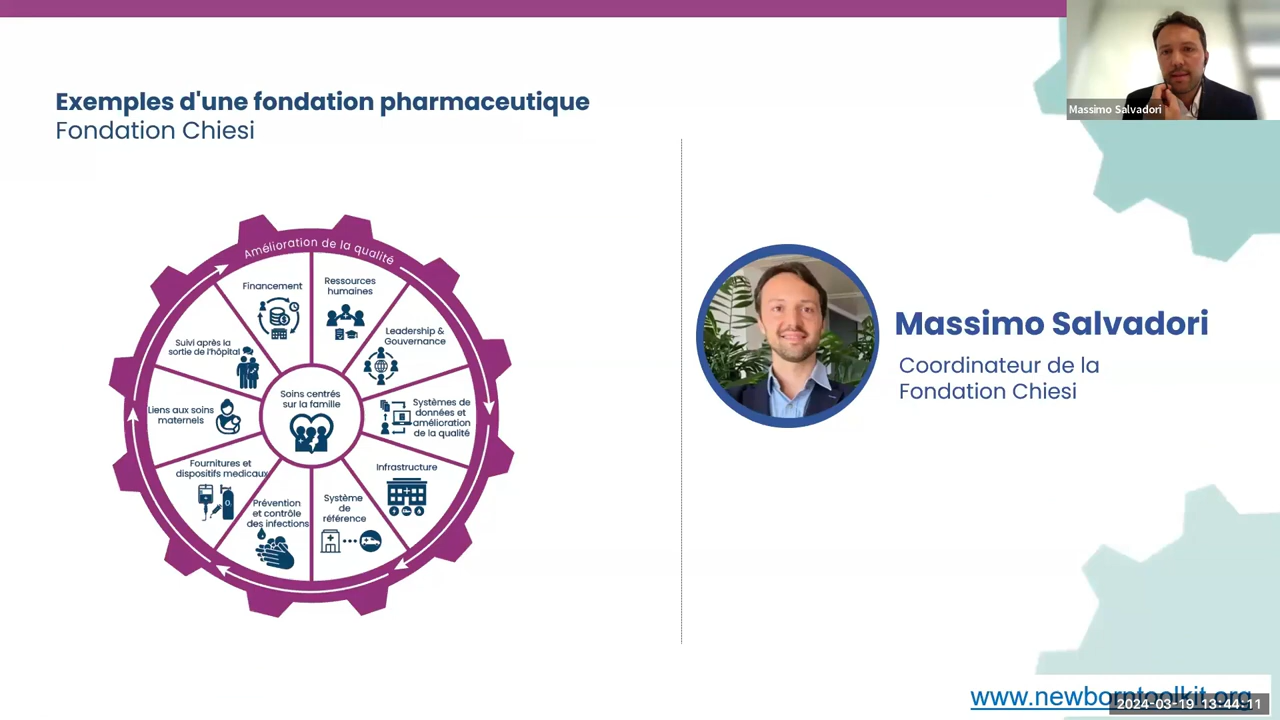 Massimo Salvadori
Exemples d'une fondation pharmaceutique
Fondation Chiesi
Amélioration de la qualité
Financement
Ressources
humaines
Leadership &
Gouvernance
Systèmes de
données et
amélioration
de la qualité
Infrastructure
Système
de
référence
Prévention
et contrôle
des infections
Fournitures et
dispositifs medicaux
Liens aux soins
maternels
Suivi après la
sortie de l'hôpital
Soins centrés
sur la famille
Massimo Salvadori
Coordinateur de la
Fondation Chiesi
www.newborntoolkit.org
2024-03-19 13:44:11